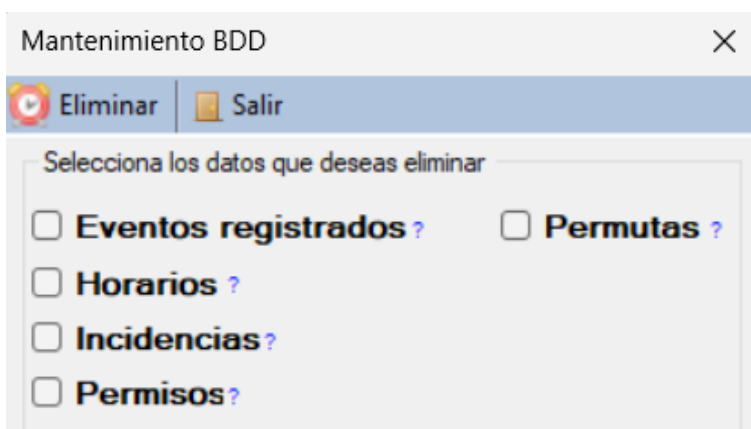 Mantenimiento BDD
Eliminar Salir
Selecciona los datos que deseas eliminar
Eventos registrados ? Permutas ?
Horarios ?
Incidencias ?
Permisos ?